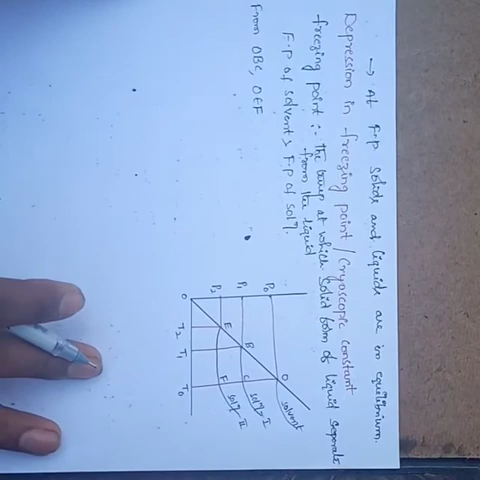 → At F.p solids and liquids are in equilibrium.
Depression in freezing point / Cryoscopic constant
freezing point :- The temp at which solid form of liquid separate
from the liquid
F.p of solvent > F.p of solⁿ.
From OBC, OEF
P₀
P₁
P₂
O
T₂
T₁
T₀
E
B
O
F
C
solvent
solⁿ I
solⁿ II